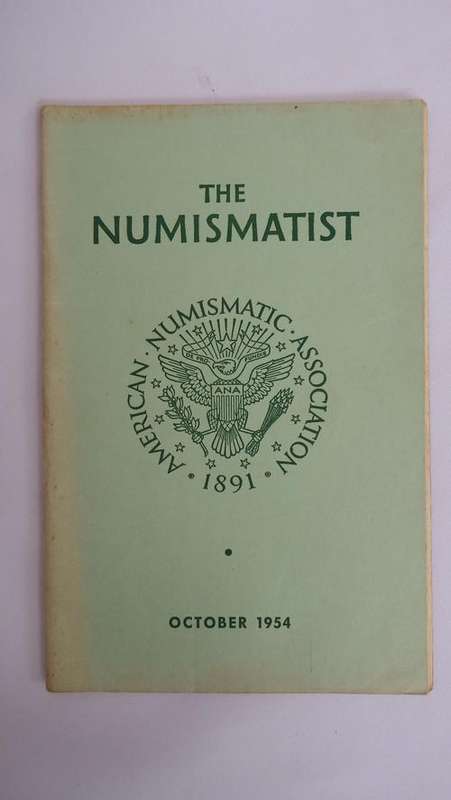 THE
NUMISMATIST
AMERICAN · NUMISMATIC · ASSOCIATION
ANA
· 1891 ·
·
OCTOBER 1954